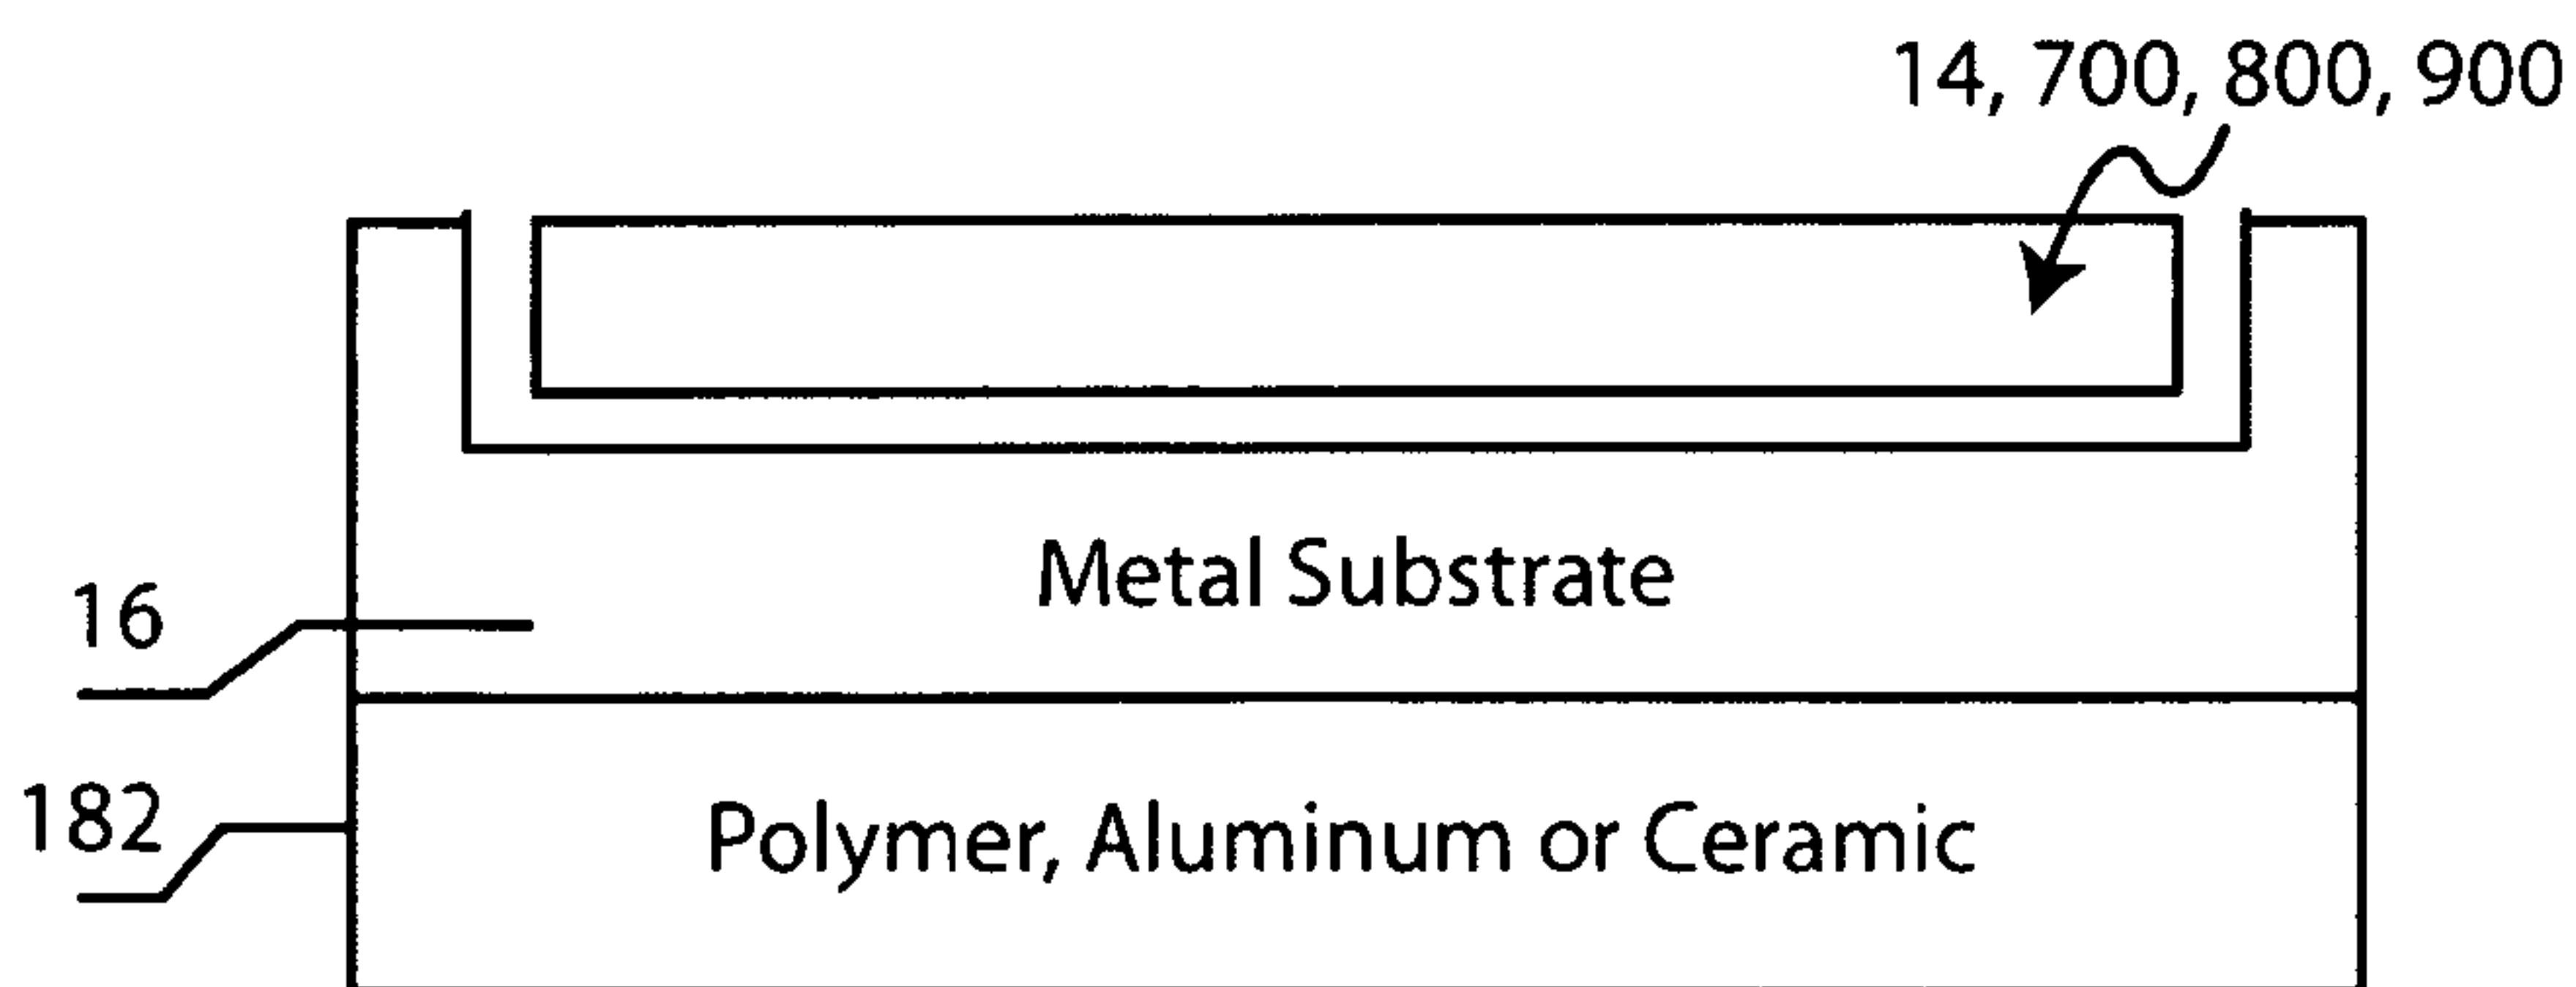 14, 700, 800, 900
Metal Substrate
16
182
Polymer, Aluminum or Ceramic